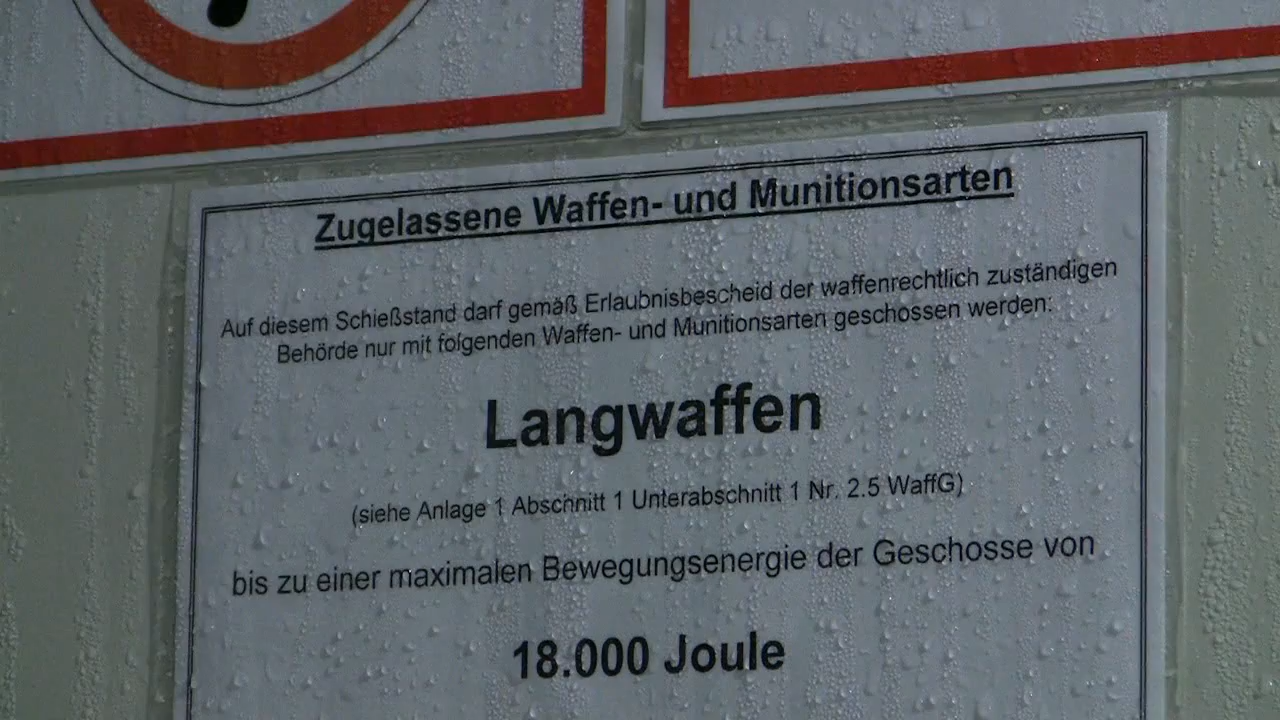 Zugelassene Waffen- und Munitionsarten
Auf diesem Schießstand darf gemäß Erlaubnisbescheid der waffenrechtlich zuständigen
Behörde nur mit folgenden Waffen- und Munitionsarten geschossen werden:
Langwaffen
(siehe Anlage 1 Abschnitt 1 Unterabschnitt 1 Nr. 2.5 WaffG)
bis zu einer maximalen Bewegungsenergie der Geschosse von
18.000 Joule